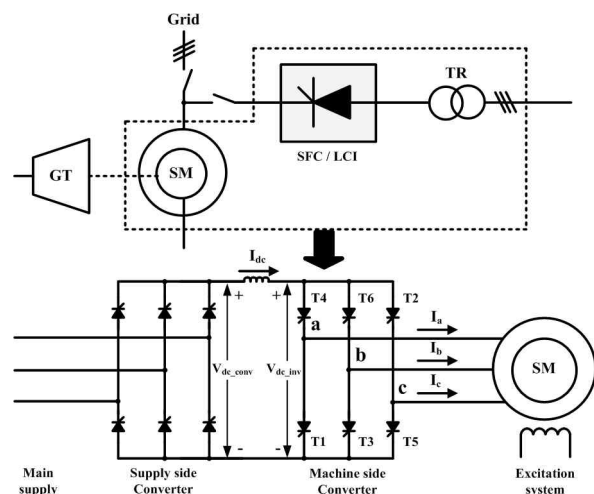 Grid
TR
SFC / LCI
GT
SM
I_dc
+
+
T4
T6
T2
a
I_a
V_dc_conv
V_dc_inv
b
I_b
SM
c
I_c
T1
T3
T5
-
-
Main supply
Supply side Converter
Machine side Converter
Excitation system